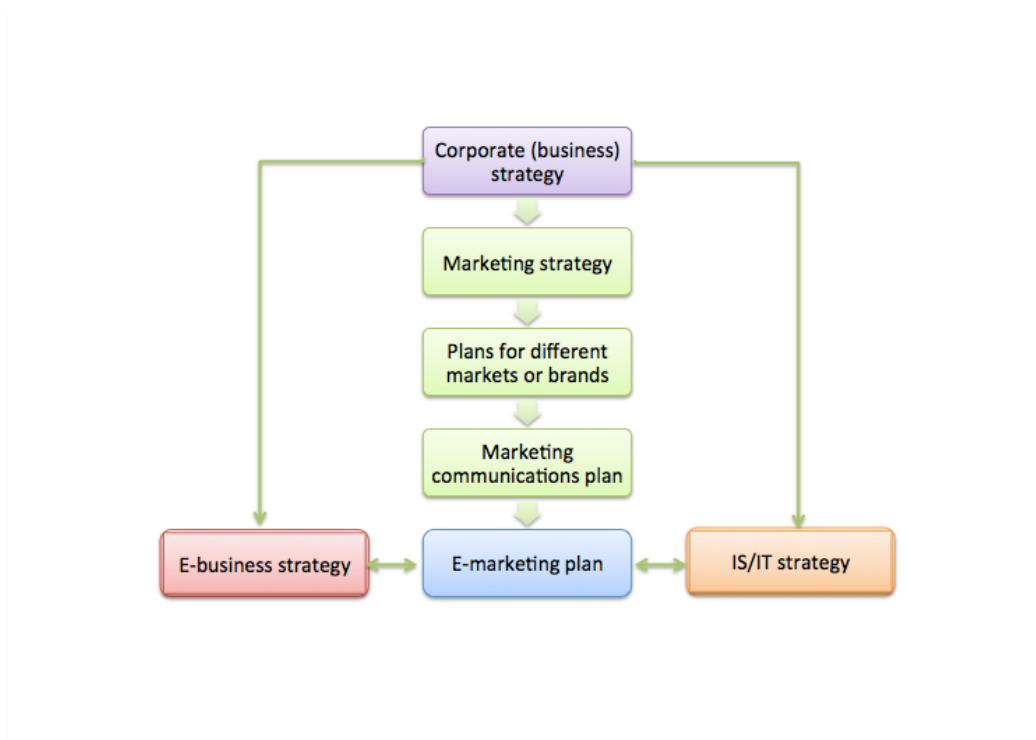 Corporate (business)
strategy
Marketing strategy
Plans for different
markets or brands
Marketing
communications plan
E-business strategy
E-marketing plan
IS/IT strategy